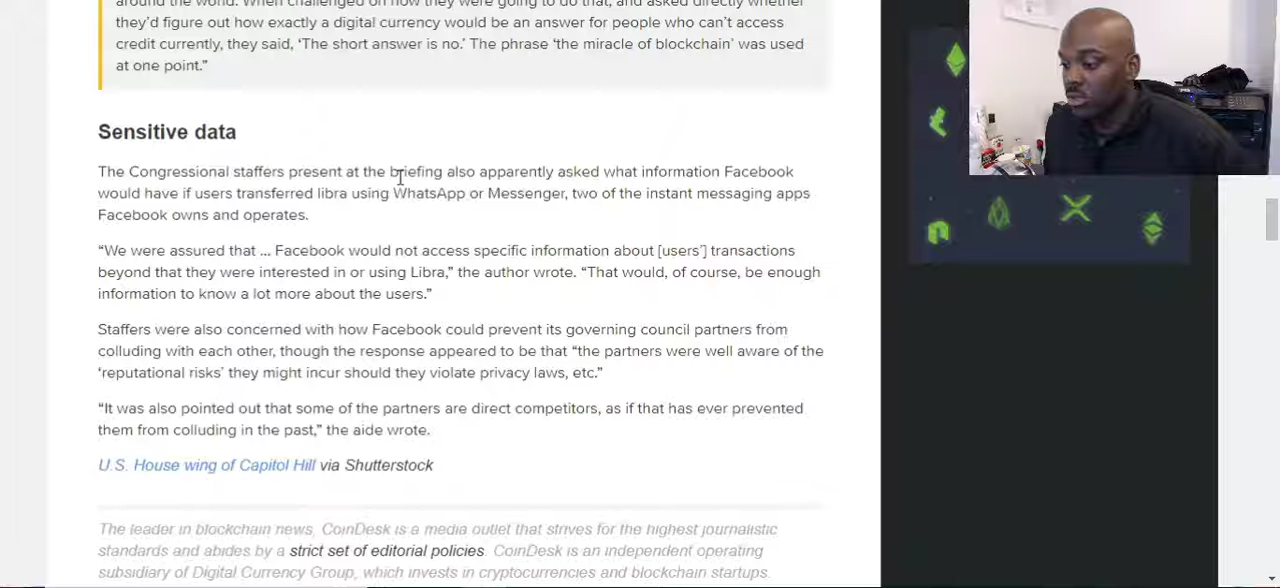 around the world. When challenged on how they were going to do that, and asked directly whether
they'd figure out how exactly a digital currency would be an answer for people who can't access
credit currently, they said, 'The short answer is no.' The phrase 'the miracle of blockchain' was used
at one point."
Sensitive data
The Congressional staffers present at the briefing also apparently asked what information Facebook
would have if users transferred libra using WhatsApp or Messenger, two of the instant messaging apps
Facebook owns and operates.
"We were assured that ... Facebook would not access specific information about [users'] transactions
beyond that they were interested in or using Libra," the author wrote. "That would, of course, be enough
information to know a lot more about the users."
Staffers were also concerned with how Facebook could prevent its governing council partners from
colluding with each other, though the response appeared to be that "the partners were well aware of the
'reputational risks' they might incur should they violate privacy laws, etc."
"It was also pointed out that some of the partners are direct competitors, as if that has ever prevented
them from colluding in the past," the aide wrote.
U.S. House wing of Capitol Hill via Shutterstock
The leader in blockchain news, CoinDesk is a media outlet that strives for the highest journalistic
standards and abides by a strict set of editorial policies. CoinDesk is an independent operating
subsidiary of Digital Currency Group, which invests in cryptocurrencies and blockchain startups.